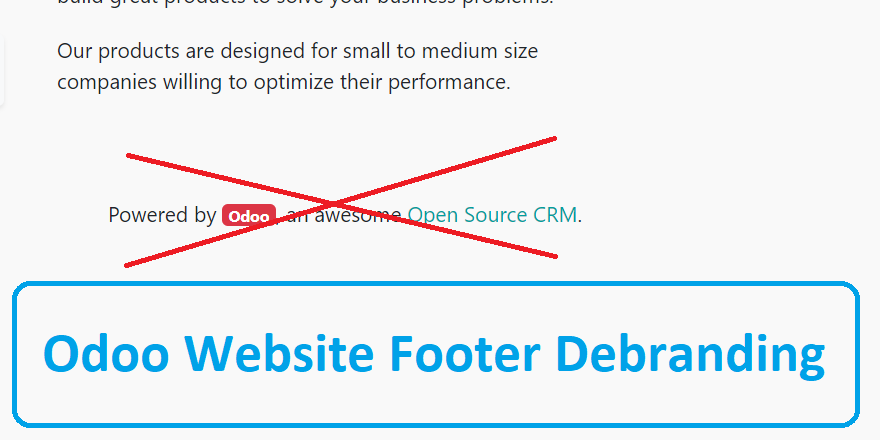 build great products to solve your business problems.
Our products are designed for small to medium size
companies willing to optimize their performance.
Powered by Odoo, an awesome Open Source CRM.
Odoo Website Footer Debranding